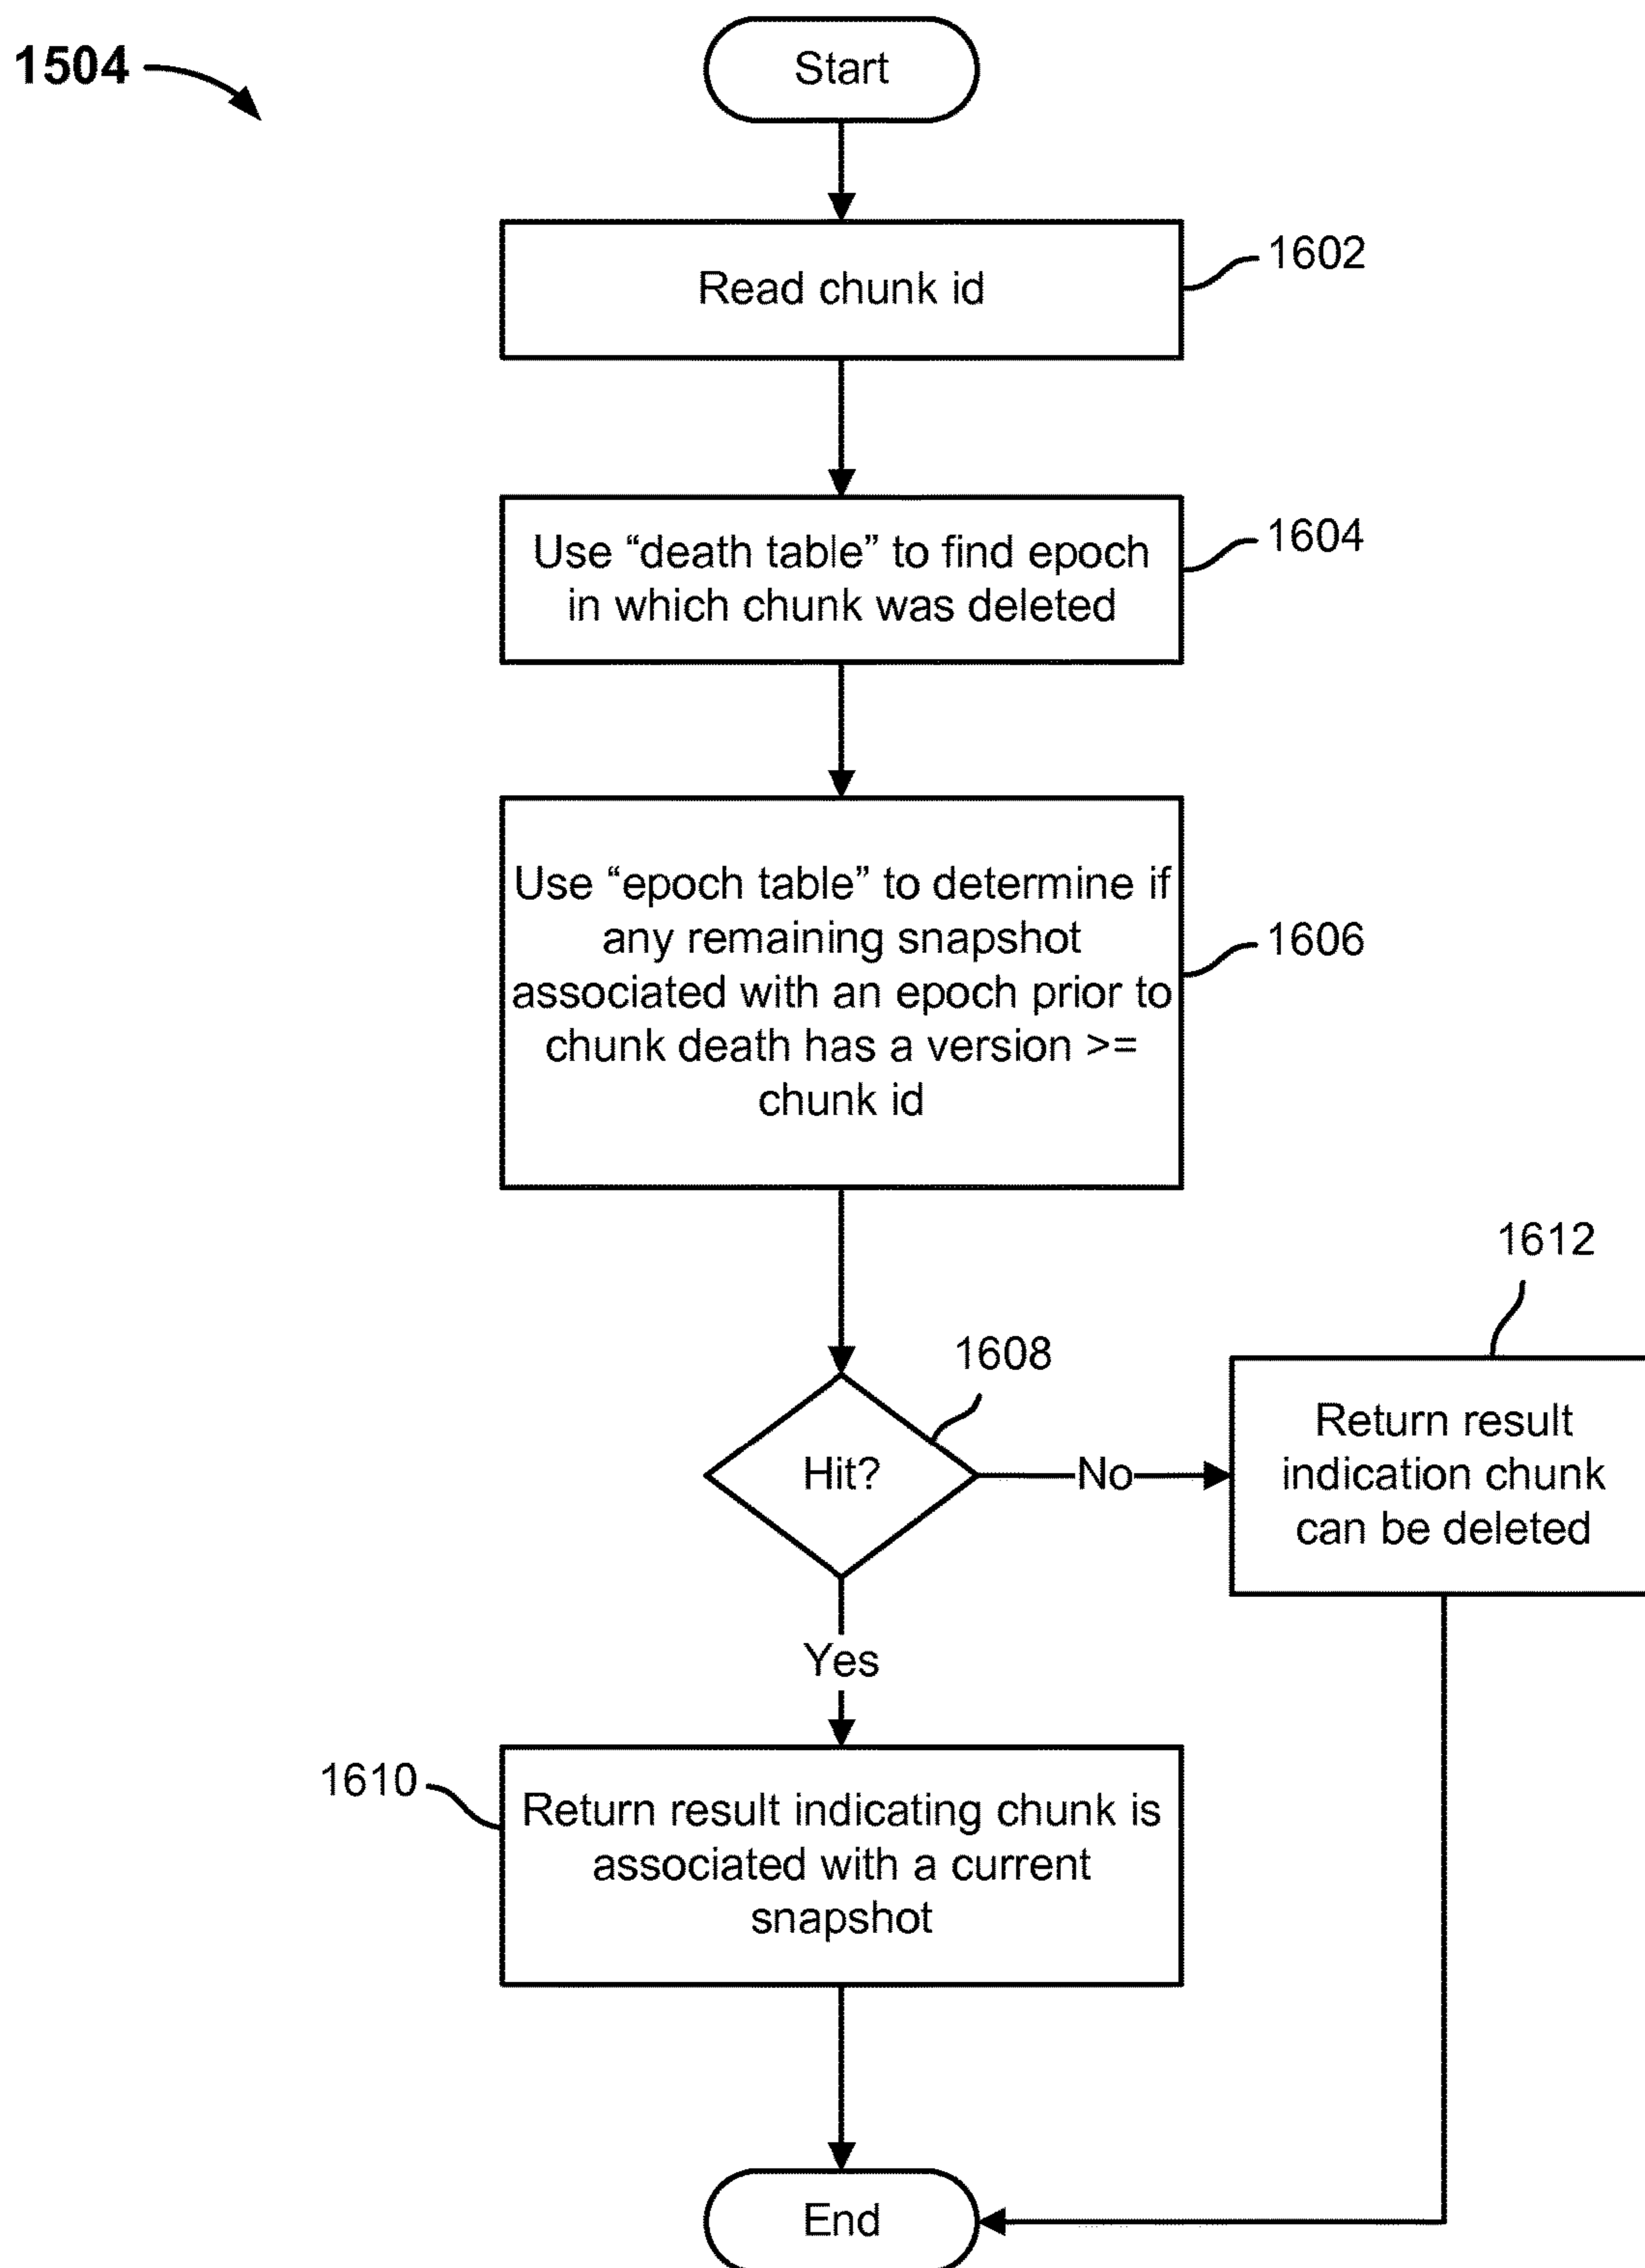 1504
Start
Read chunk id
1602
Use “death table” to find epoch
in which chunk was deleted
1604
Use “epoch table” to determine if
any remaining snapshot
associated with an epoch prior to
chunk death has a version >=
chunk id
1606
1608
Hit?
No
1612
Return result
indication chunk
can be deleted
Yes
1610
Return result indicating chunk is
associated with a current
snapshot
End